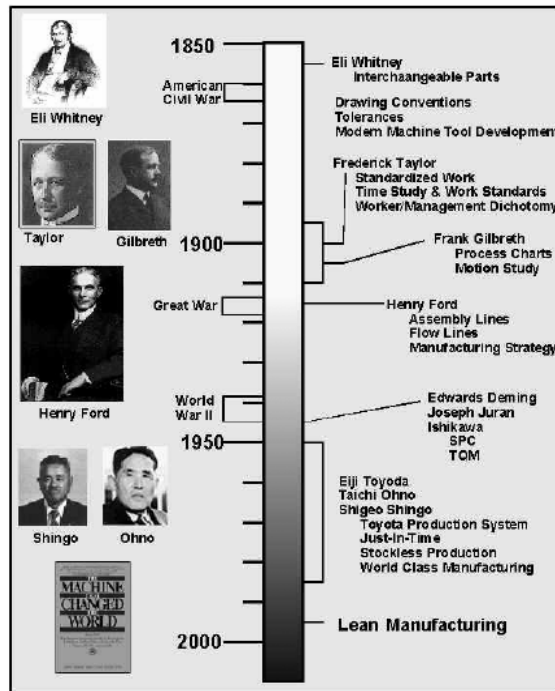 1850
Eli Whitney
Interchaangeable Parts
American
Civil War
Eli Whitney
Drawing Conventions
Tolerances
Modern Machine Tool Development
Frederick Taylor
Standardized Work
Time Study & Work Standards
Worker/Management Dichotomy
Taylor
Gilbreth
1900
Frank Gilbreth
Process Charts
Motion Study
Great War
Henry Ford
Assembly Lines
Flow Lines
Manufacturing Strategy
Henry Ford
World
War II
Edwards Deming
Joseph Juran
Ishikawa
SPC
TQM
1950
Eiji Toyoda
Taichi Ohno
Shigeo Shingo
Toyota Production System
Just-In-Time
Stockless Production
World Class Manufacturing
Shingo
Ohno
MACHINE
CHANGED
WORLD
Lean Manufacturing
2000